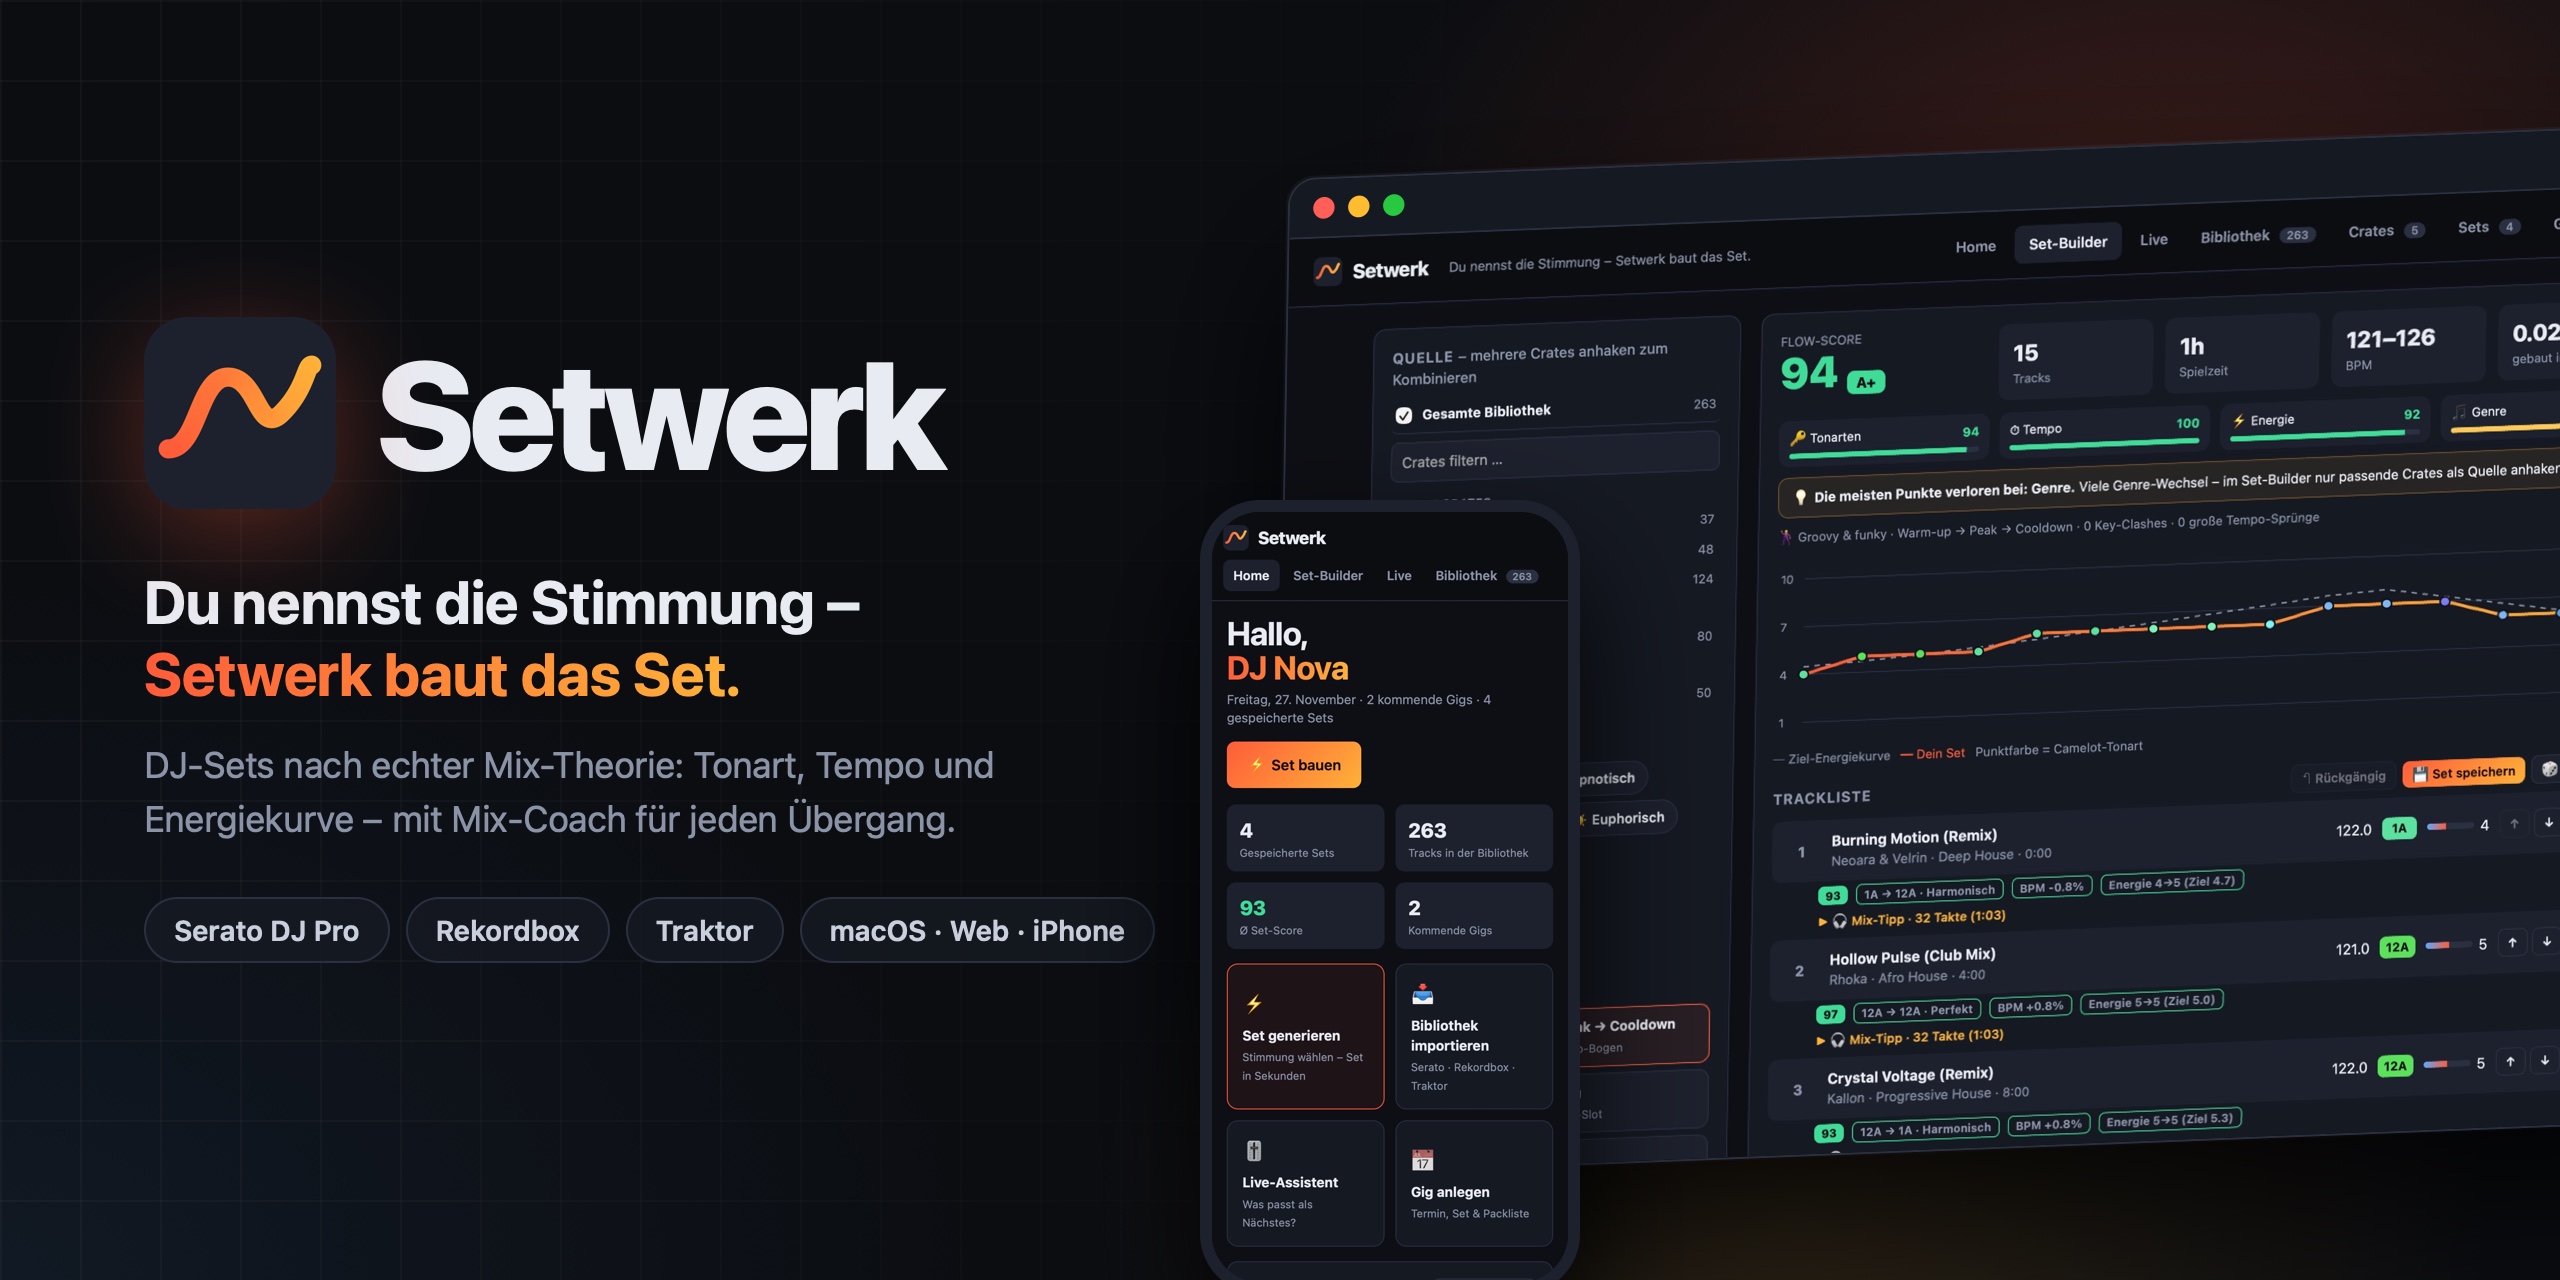 Setwerk
Du nennst die Stimmung –
Setwerk baut das Set.
DJ-Sets nach echter Mix-Theorie: Tonart, Tempo und
Energiekurve – mit Mix-Coach für jeden Übergang.
Serato DJ Pro
Rekordbox
Traktor
macOS · Web · iPhone
Setwerk
Du nennst die Stimmung – Setwerk baut das Set.
Home
Set-Builder
Live
Bibliothek 263
Crates 5
Sets 4
QUELLE – mehrere Crates anhaken zum
Kombinieren
Gesamte Bibliothek 263
Crates filtern ...
37
48
124
80
50
Euphorisch
→ Cooldown
FLOW-SCORE
94 A+
15
Tracks
1h
Spielzeit
121–126
BPM
0.02
gebaut
Tonarten 94
Tempo 100
Energie 92
Genre
Die meisten Punkte verloren bei: Genre. Viele Genre-Wechsel – im Set-Builder nur passende Crates als Quelle anhaken
Groovy & funky · Warm-up → Peak → Cooldown · 0 Key-Clashes · 0 große Tempo-Sprünge
10
7
4
1
— Ziel-Energiekurve — Dein Set Punktfarbe = Camelot-Tonart
Rückgängig
Set speichern
TRACKLISTE
1
Burning Motion (Remix)
Neoara & Velrin · Deep House · 0:00
122.0 1A 4
93 1A → 12A · Harmonisch BPM -0.8% Energie 4→5 (Ziel 4.7)
Mix-Tipp · 32 Takte (1:03)
2
Hollow Pulse (Club Mix)
Rhoka · Afro House · 4:00
121.0 12A 5
97 12A → 12A · Perfekt BPM +0.8% Energie 5→5 (Ziel 5.0)
Mix-Tipp · 32 Takte (1:03)
3
Crystal Voltage (Remix)
Kallon · Progressive House · 8:00
122.0 12A 5
93 12A → 1A · Harmonisch BPM +0.8% Energie 5→5 (Ziel 5.3)
Setwerk
Home
Set-Builder
Live
Bibliothek 263
Hallo,
DJ Nova
Freitag, 27. November · 2 kommende Gigs · 4
gespeicherte Sets
Set bauen
4
Gespeicherte Sets
263
Tracks in der Bibliothek
93
Ø Set-Score
2
Kommende Gigs
Set generieren
Stimmung wählen – Set
in Sekunden
Bibliothek
importieren
Serato · Rekordbox ·
Traktor
Live-Assistent
Was passt als
Nächstes?
17
Gig anlegen
Termin, Set & Packliste